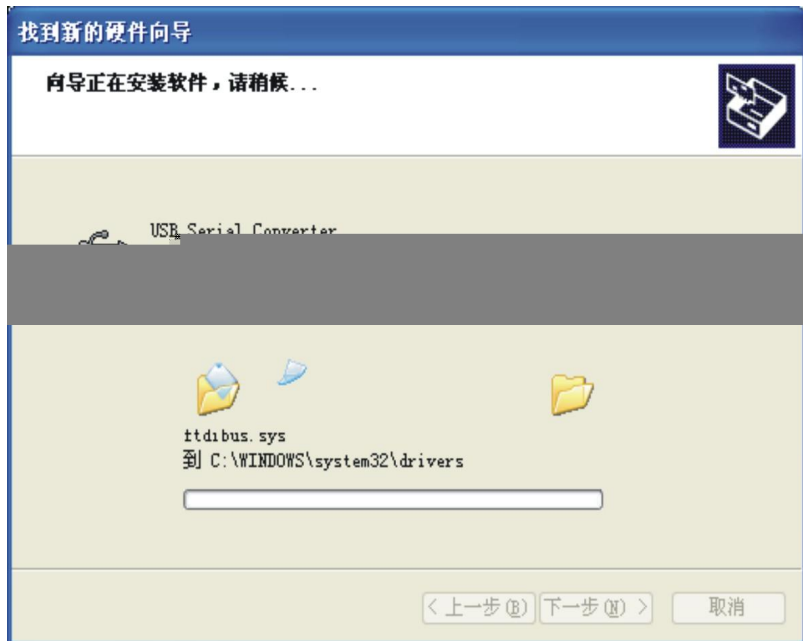 找到新的硬件向导
向导正在安装软件，请稍候...
USB Serial Converter
ttdibus.sys
到 C:\WINDOWS\system32\drivers
< 上一步(B) 下一步(N) > 取消